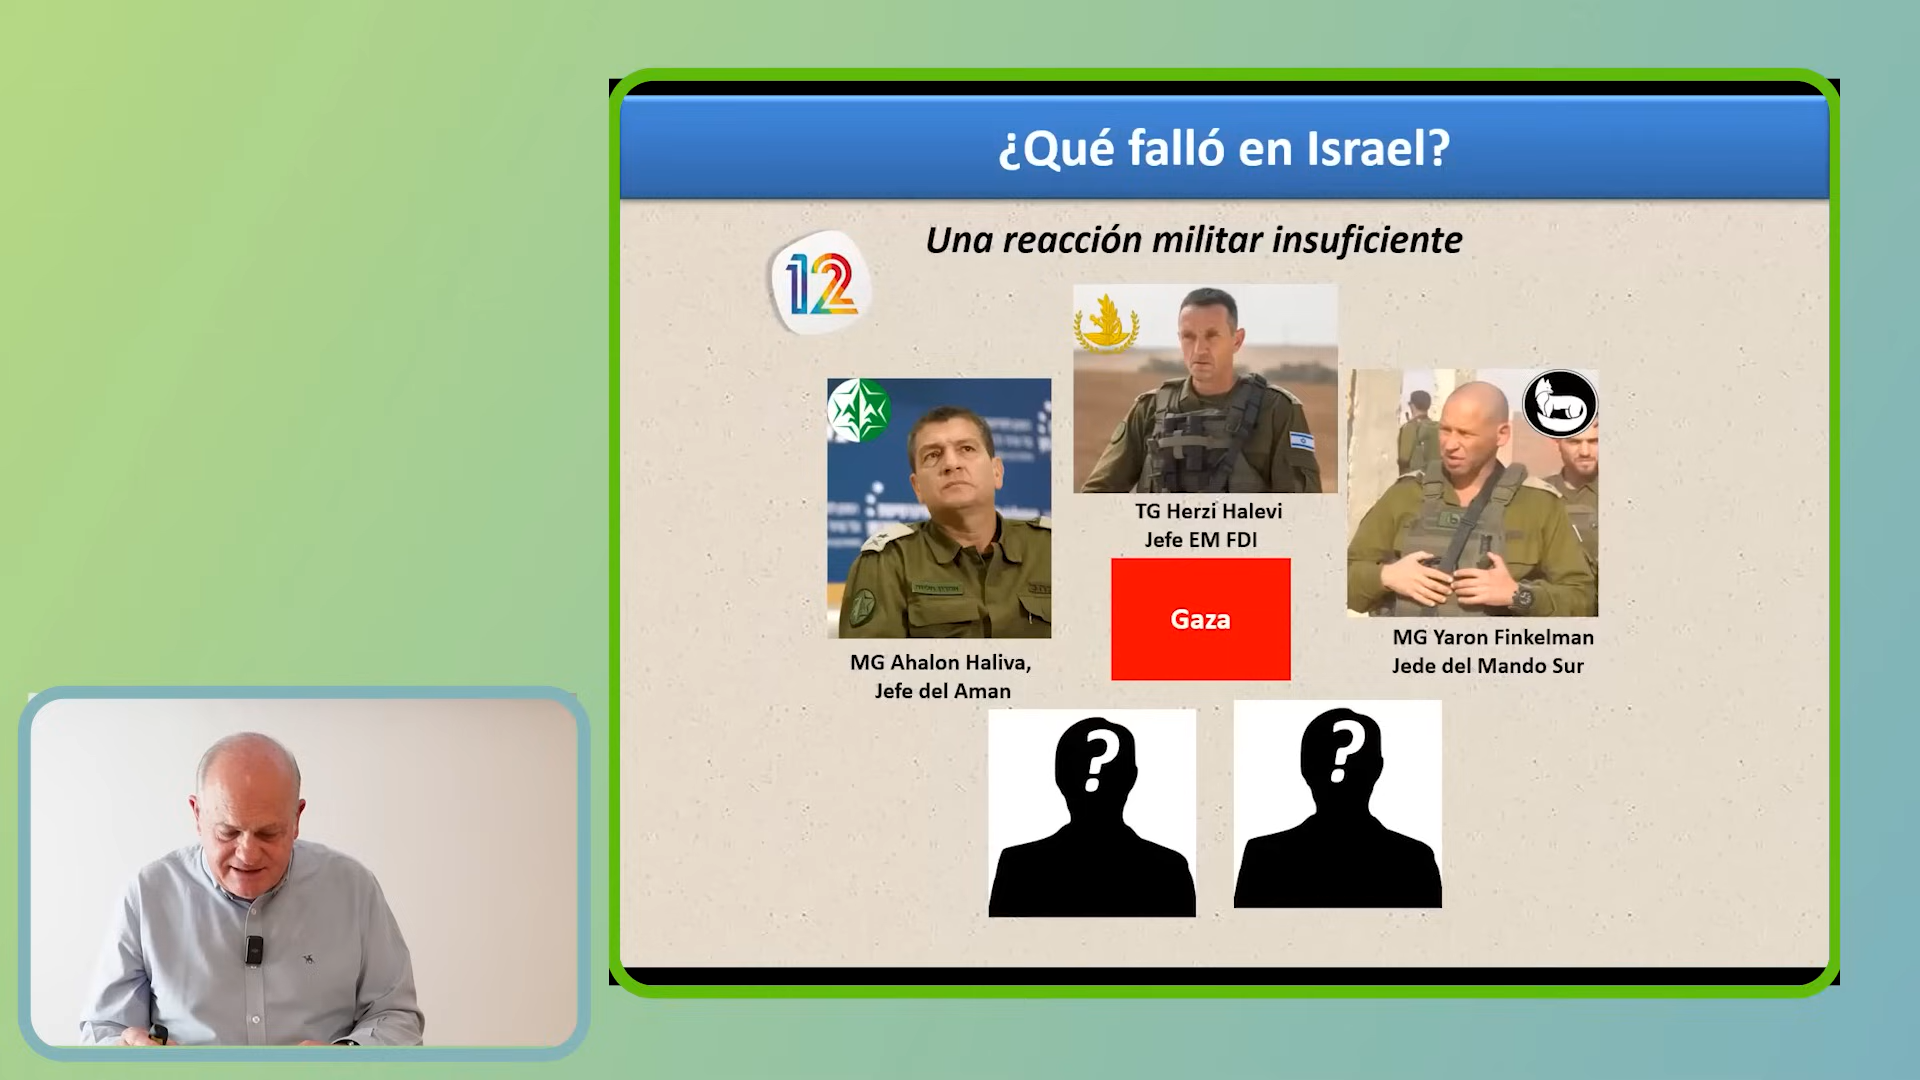 ¿Qué falló en Israel?
Una reacción militar insuficiente
12
TG Herzi Halevi
Jefe EM FDI
Gaza
MG Yaron Finkelman
Jede del Mando Sur
MG Ahalon Haliva,
Jefe del Aman
?
?